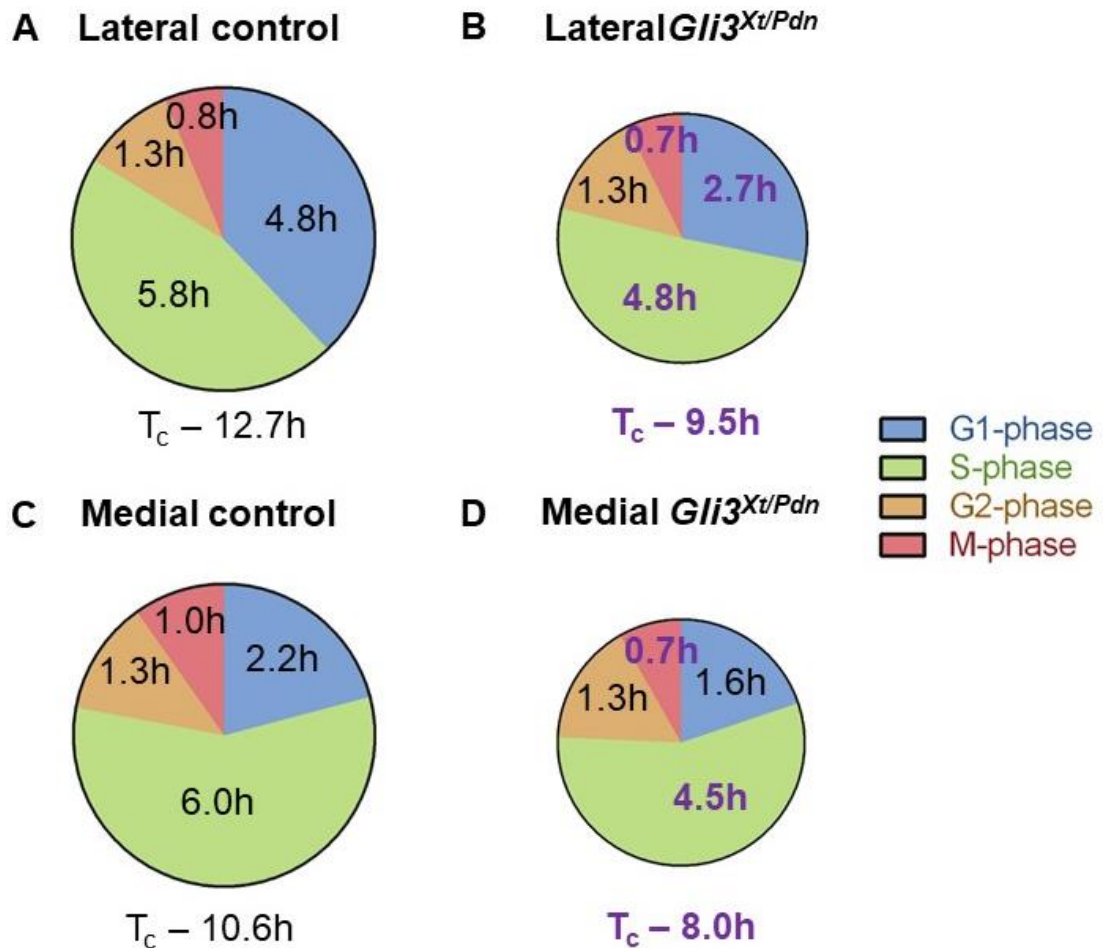 A Lateral control
0.8h
1.3h
4.8h
5.8h
Tc – 12.7h
B LateralGli3Xt/Pdn
0.7h
1.3h
2.7h
4.8h
Tc – 9.5h
G1-phase
S-phase
G2-phase
M-phase
C Medial control
1.0h
1.3h
2.2h
6.0h
Tc – 10.6h
D Medial Gli3Xt/Pdn
0.7h
1.3h
1.6h
4.5h
Tc – 8.0h